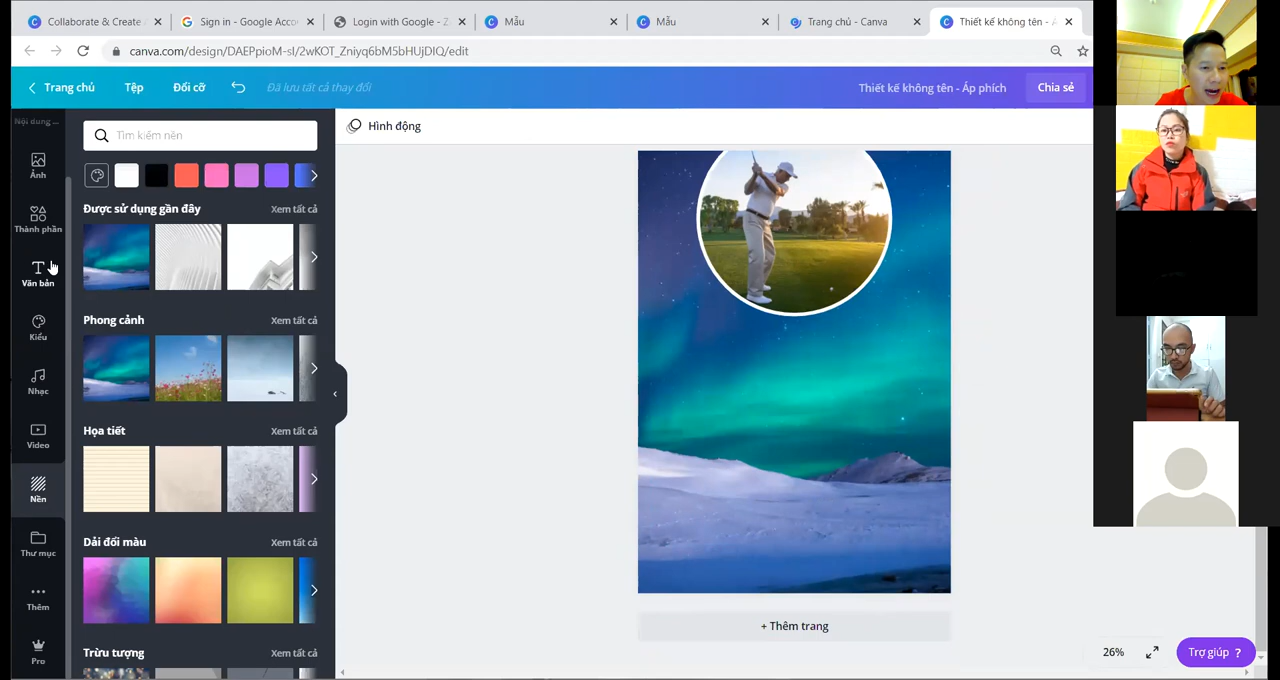 Collaborate & Create
Sign in - Google Acco
Login with Google - Z
Mẫu
Mẫu
Trang chủ - Canva
Thiết kế không tên - Á
canva.com/design/DAEPpioM-sI/2wKOT_Zniyq6bM5bHUjDIQ/edit
Trang chủ
Tệp
Đổi cỡ
Đã lưu tất cả thay đổi
Thiết kế không tên - Áp phích
Chia sẻ
Nội dung ...
Ảnh
Thành phần
Văn bản
Kiểu
Nhạc
Video
Nền
Thư mục
Thêm
Pro
Tìm kiếm nền
Được sử dụng gần đây
Xem tất cả
Phong cảnh
Xem tất cả
Họa tiết
Xem tất cả
Dải đổi màu
Xem tất cả
Trừu tượng
Xem tất cả
Hình động
+ Thêm trang
26%
Trợ giúp ?